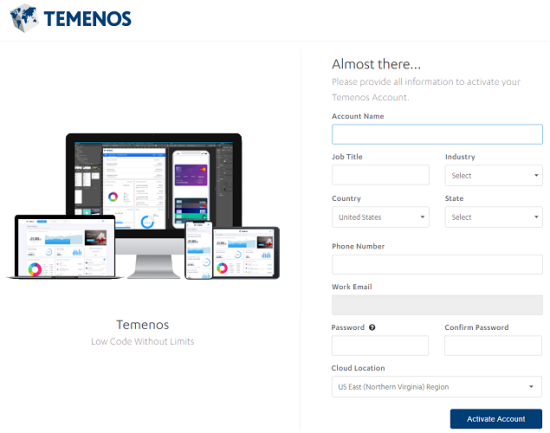 TEMENOS
Almost there...
Please provide all information to activate your
Temenos Account.
Account Name
Job Title Industry
Select
Country State
United States Select
Phone Number
Work Email
Password Confirm Password
Cloud Location
US East (Northern Virginia) Region
Activate Account
Temenos
Low Code Without Limits